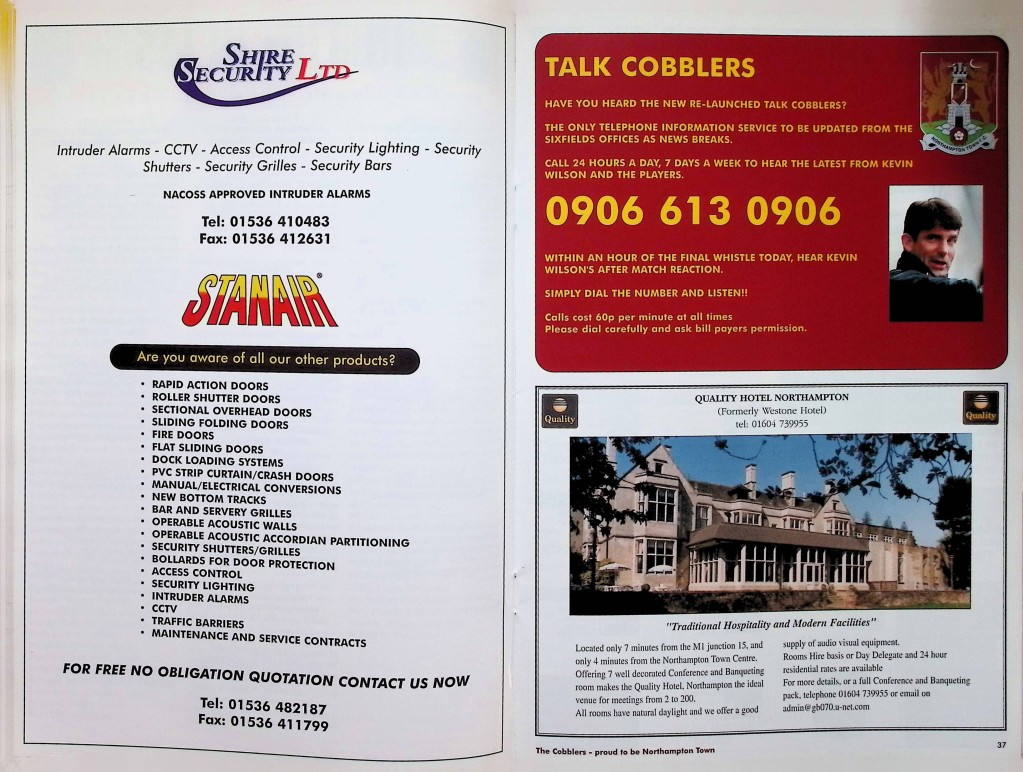 SHIRE
SECURITY LTD
Intruder Alarms - CCTV - Access Control - Security Lighting - Security
Shutters - Security Grilles - Security Bars
NACOSS APPROVED INTRUDER ALARMS
Tel: 01536 410483
Fax: 01536 412631
STANAIR®
Are you aware of all our other products?
• RAPID ACTION DOORS
• ROLLER SHUTTER DOORS
• SECTIONAL OVERHEAD DOORS
• SLIDING FOLDING DOORS
• FIRE DOORS
• FLAT SLIDING DOORS
• DOCK LOADING SYSTEMS
• PVC STRIP CURTAIN/CRASH DOORS
• MANUAL/ELECTRICAL CONVERSIONS
• NEW BOTTOM TRACKS
• BAR AND SERVERY GRILLES
• OPERABLE ACOUSTIC WALLS
• OPERABLE ACOUSTIC ACCORDIAN PARTITIONING
• SECURITY SHUTTERS/GRILLES
• BOLLARDS FOR DOOR PROTECTION
• ACCESS CONTROL
• SECURITY LIGHTING
• INTRUDER ALARMS
• CCTV
• TRAFFIC BARRIERS
• MAINTENANCE AND SERVICE CONTRACTS
FOR FREE NO OBLIGATION QUOTATION CONTACT US NOW
Tel: 01536 482187
Fax: 01536 411799
TALK COBBLERS
HAVE YOU HEARD THE NEW RE-LAUNCHED TALK COBBLERS?
THE ONLY TELEPHONE INFORMATION SERVICE TO BE UPDATED FROM THE
SIXFIELDS OFFICES AS NEWS BREAKS.
CALL 24 HOURS A DAY, 7 DAYS A WEEK TO HEAR THE LATEST FROM KEVIN
WILSON AND THE PLAYERS.
0906 613 0906
WITHIN AN HOUR OF THE FINAL WHISTLE TODAY, HEAR KEVIN
WILSON'S AFTER MATCH REACTION.
SIMPLY DIAL THE NUMBER AND LISTEN!!
Calls cost 60p per minute at all times
Please dial carefully and ask bill payers permission.
NORTHAMPTON TOWN
Quality
QUALITY HOTEL NORTHAMPTON
(Formerly Westone Hotel)
tel: 01604 739955
Quality
"Traditional Hospitality and Modern Facilities"
Located only 7 minutes from the M1 junction 15, and
only 4 minutes from the Northampton Town Centre.
Offering 7 well decorated Conference and Banqueting
room makes the Quality Hotel, Northampton the ideal
venue for meetings from 2 to 200.
All rooms have natural daylight and we offer a good
supply of audio visual equipment.
Rooms Hire basis or Day Delegate and 24 hour
residential rates are available
For more details, or a full Conference and Banqueting
pack, telephone 01604 739955 or email on
admin@gb070.u-net.com
The Cobblers - proud to be Northampton Town
37